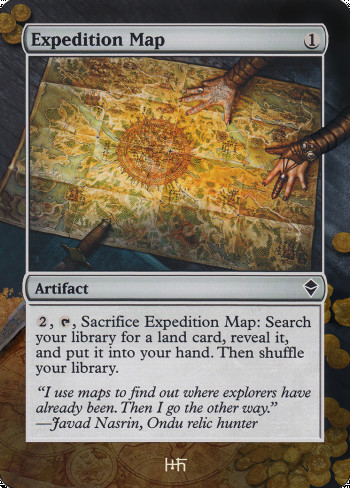 Expedition Map 1
Artifact
2, T, Sacrifice Expedition Map: Search
your library for a land card, reveal it,
and put it into your hand. Then shuffle
your library.
“I use maps to find out where explorers
have already been. Then I go the other way.”
—Javad Nasrin, Ondu relic hunter